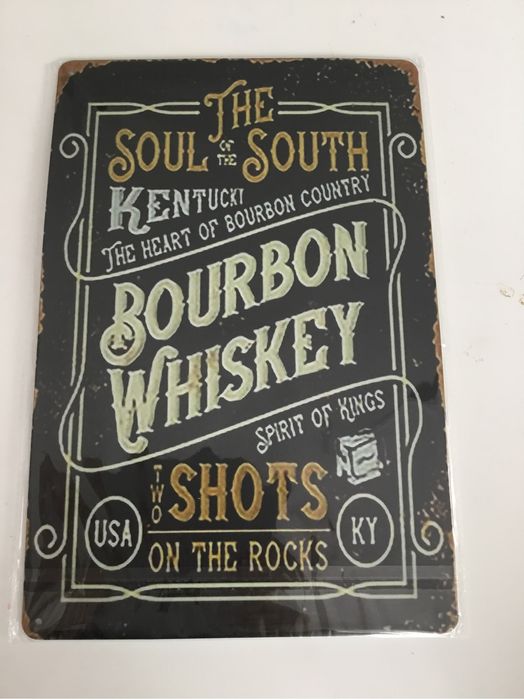 THE
SOUL OF THE SOUTH
KENTUCKI
THE HEART OF BOURBON COUNTRY
BOURBON
WHISKEY
SPIRIT OF KINGS
TWO SHOTS
USA
KY
ON THE ROCKS